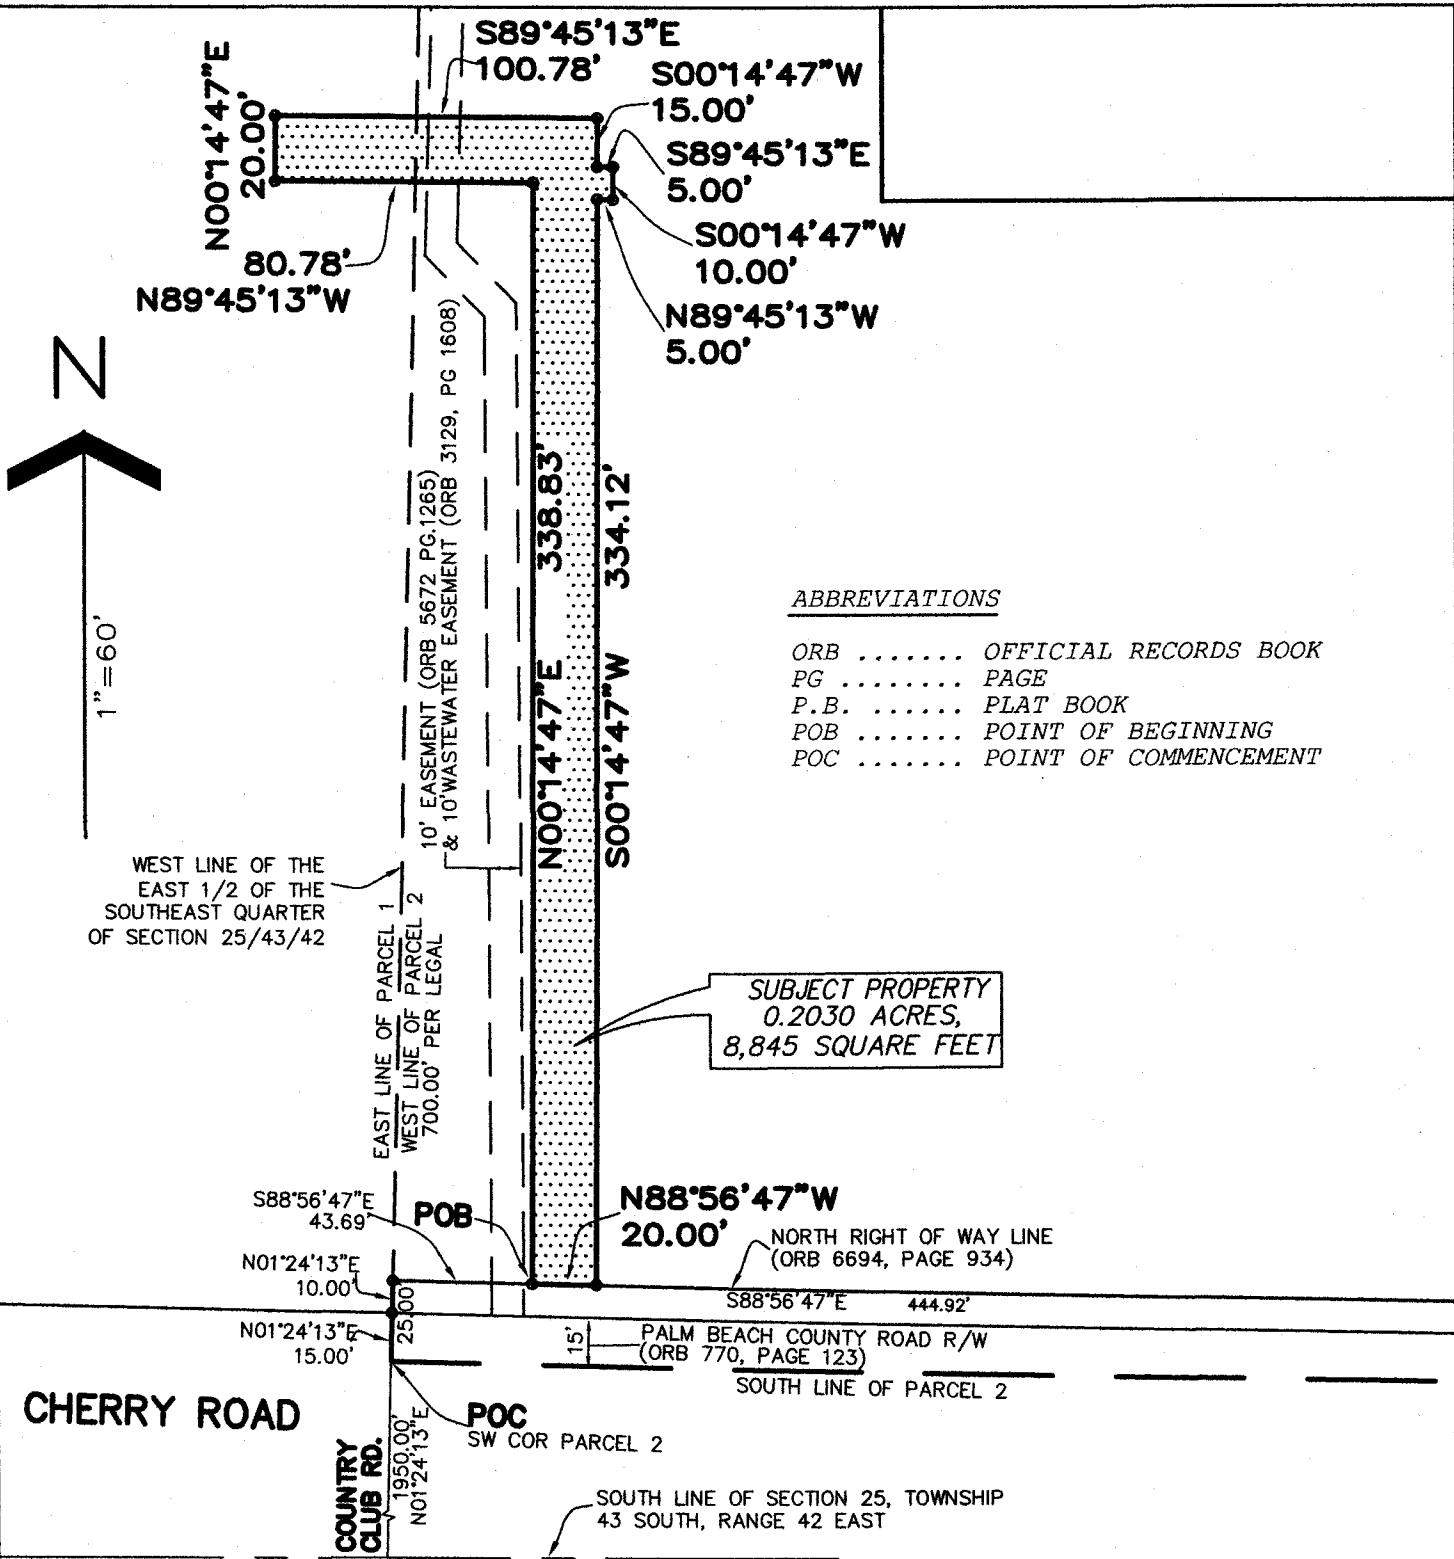 S89°45'13"E
100.78'
N00°14'47"E
20.00'
S00°14'47"W
15.00'
S89°45'13"E
5.00'
S00°14'47"W
10.00'
N89°45'13"W
5.00'
80.78'
N89°45'13"W
N
1"=60'
10' EASEMENT (ORB 5672 PG.1265)
& 10'WASTEWATER EASEMENT (ORB 3129, PG 1608)
N00°14'47"E 338.83'
S00°14'47"W 334.12'
ABBREVIATIONS
ORB ....... OFFICIAL RECORDS BOOK
PG ........ PAGE
P.B. ...... PLAT BOOK
POB ....... POINT OF BEGINNING
POC ....... POINT OF COMMENCEMENT
WEST LINE OF THE
EAST 1/2 OF THE
SOUTHEAST QUARTER
OF SECTION 25/43/42
EAST LINE OF PARCEL 1
WEST LINE OF PARCEL 2
700.00' PER LEGAL
SUBJECT PROPERTY
0.2030 ACRES,
8,845 SQUARE FEET
S88°56'47"E
43.69'
POB
N88°56'47"W
20.00'
NORTH RIGHT OF WAY LINE
(ORB 6694, PAGE 934)
N01°24'13"E
10.00'
25.00'
S88°56'47"E 444.92'
N01°24'13"E
15.00'
15'
PALM BEACH COUNTY ROAD R/W
(ORB 770, PAGE 123)
SOUTH LINE OF PARCEL 2
CHERRY ROAD
POC
SW COR PARCEL 2
COUNTRY
CLUB RD.
1950.00'
N01°24'13"E
SOUTH LINE OF SECTION 25, TOWNSHIP
43 SOUTH, RANGE 42 EAST